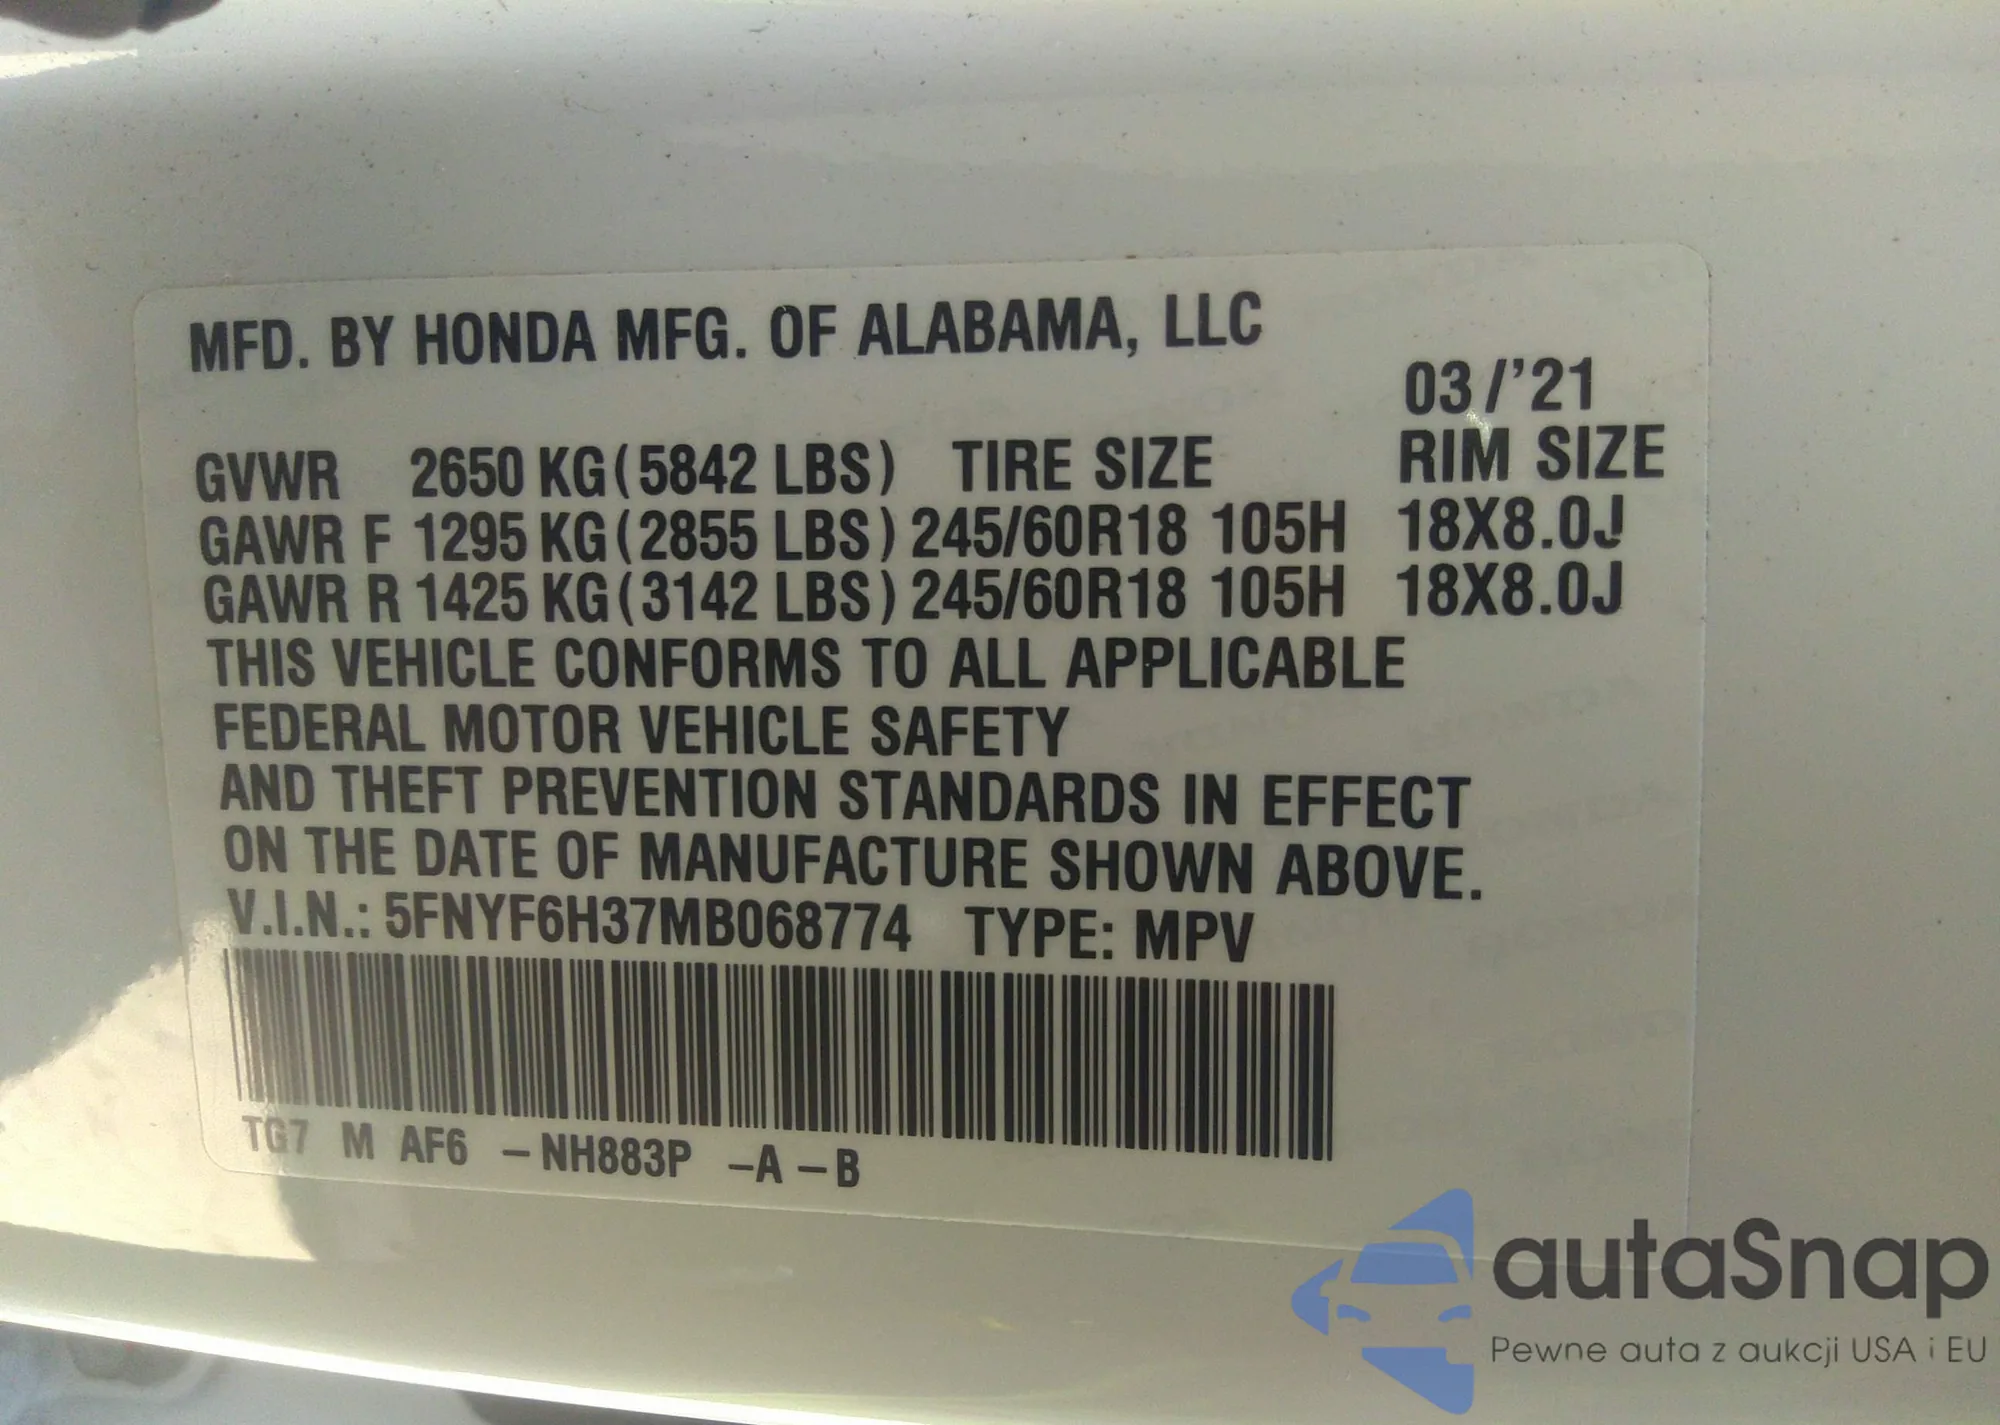 MFD. BY HONDA MFG. OF ALABAMA, LLC
03/'21
GVWR 2650 KG(5842 LBS) TIRE SIZE RIM SIZE
GAWR F 1295 KG(2855 LBS) 245/60R18 105H 18X8.0J
GAWR R 1425 KG(3142 LBS) 245/60R18 105H 18X8.0J
THIS VEHICLE CONFORMS TO ALL APPLICABLE
FEDERAL MOTOR VEHICLE SAFETY
AND THEFT PREVENTION STANDARDS IN EFFECT
ON THE DATE OF MANUFACTURE SHOWN ABOVE.
V.I.N.: 5FNYF6H37MB068774 TYPE: MPV
TG7 M AF6 -NH883P -A -B
autaSnap
Pewne auta z aukcji USA i EU